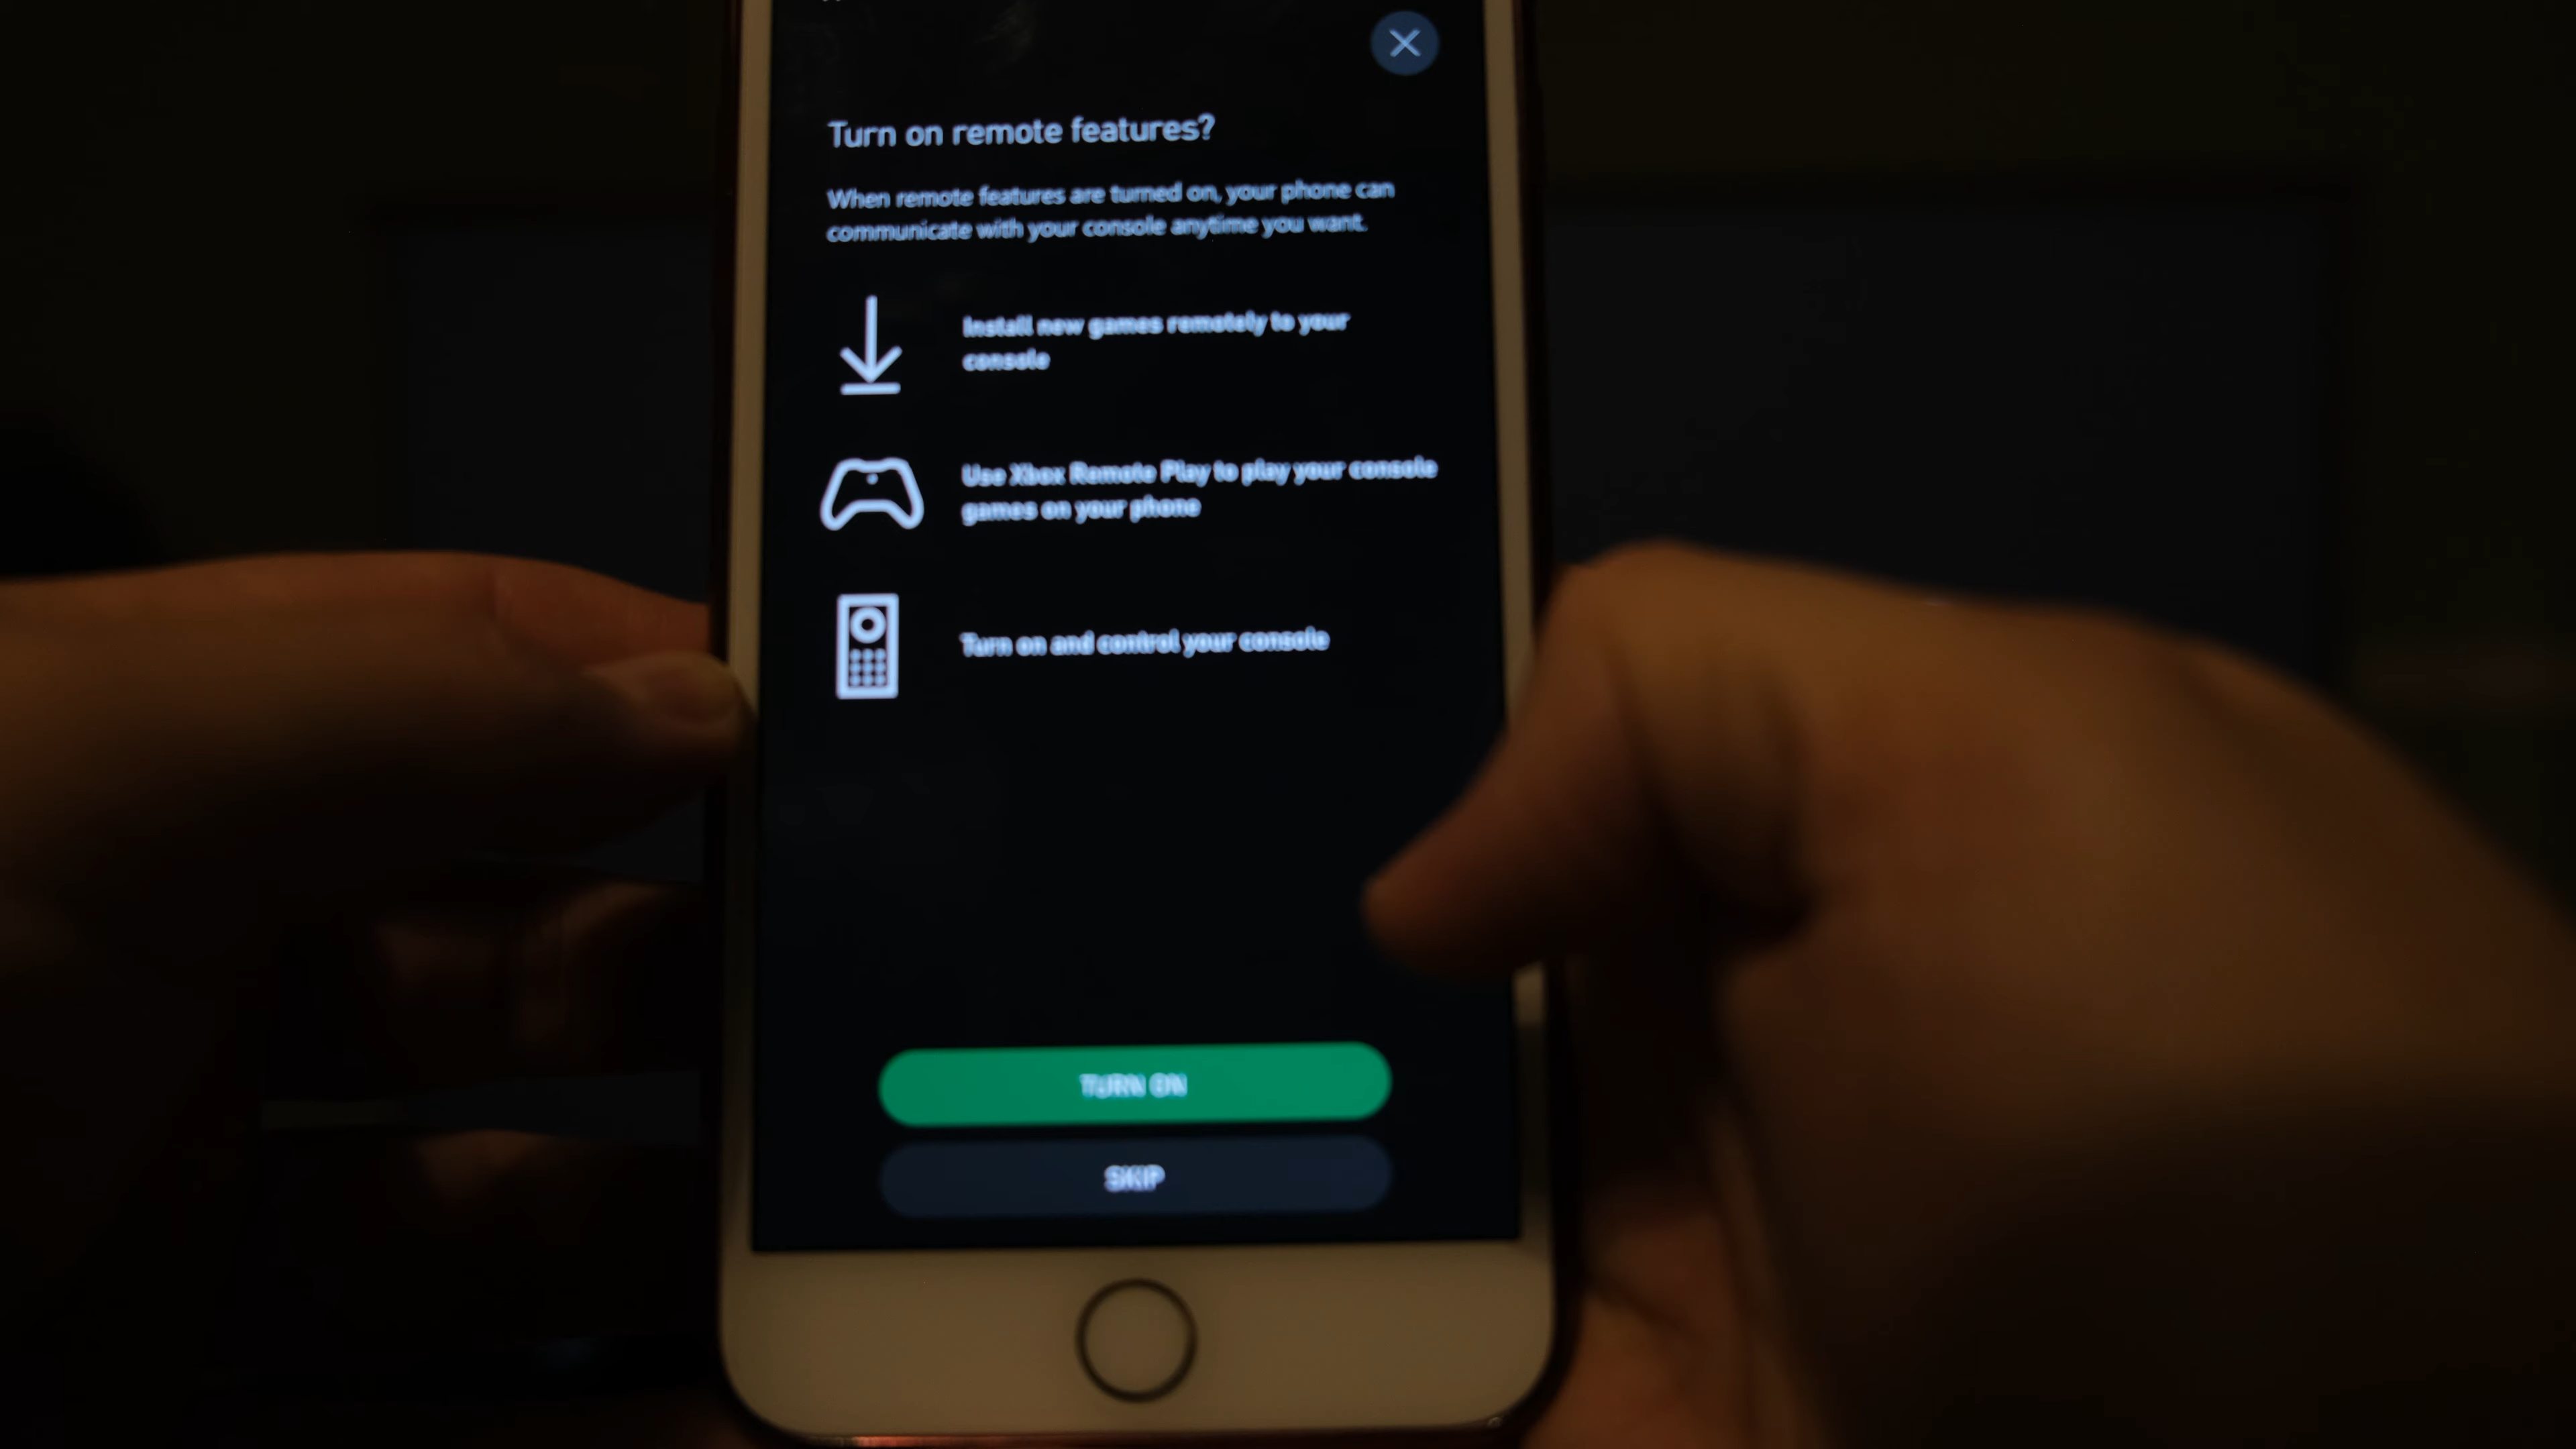 Turn on remote features?
When remote features are turned on, your phone can
communicate with your console anytime you want.
Install new games remotely to your
console
Use Xbox Remote Play to play your console
games on your phone
Turn on and control your console
TURN ON
SKIP